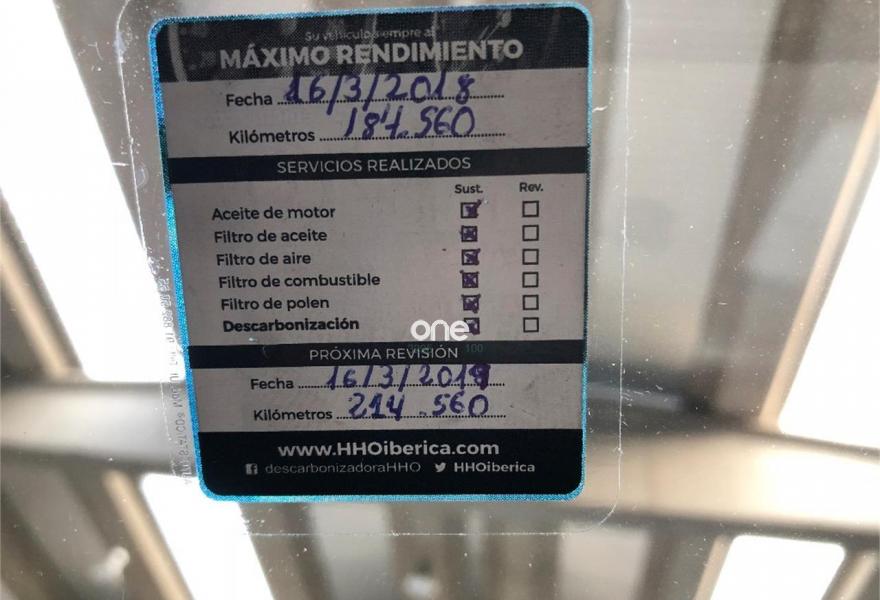 Su vehículo siempre al
MÁXIMO RENDIMIENTO
Fecha 16/3/2018
Kilómetros 184.560
SERVICIOS REALIZADOS
Sust. Rev.
Aceite de motor
Filtro de aceite
Filtro de aire
Filtro de combustible
Filtro de polen
Descarbonización
one
100
PRÓXIMA REVISIÓN
Fecha 16/3/2019
Kilómetros 214.560
www.HHOiberica.com
descarbonizadoraHHO HHOiberica